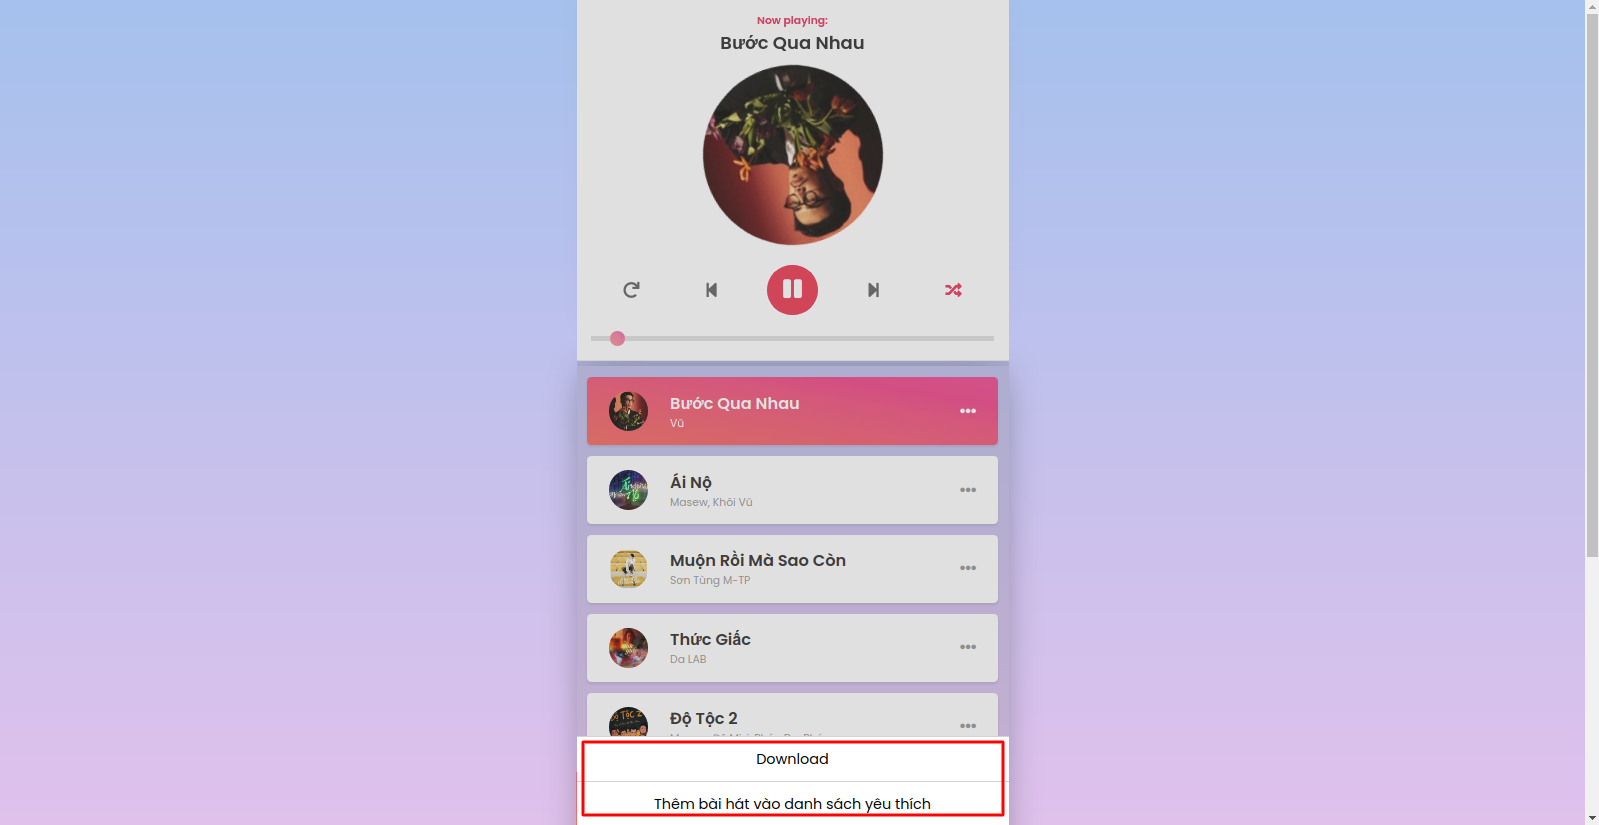 Now playing:
Bước Qua Nhau
Bước Qua Nhau
Vũ
Ái Nộ
Masew, Khôi Vũ
Muộn Rồi Mà Sao Còn
Sơn Tùng M-TP
Thức Giấc
Da LAB
Độ Tộc 2
Download
Thêm bài hát vào danh sách yêu thích